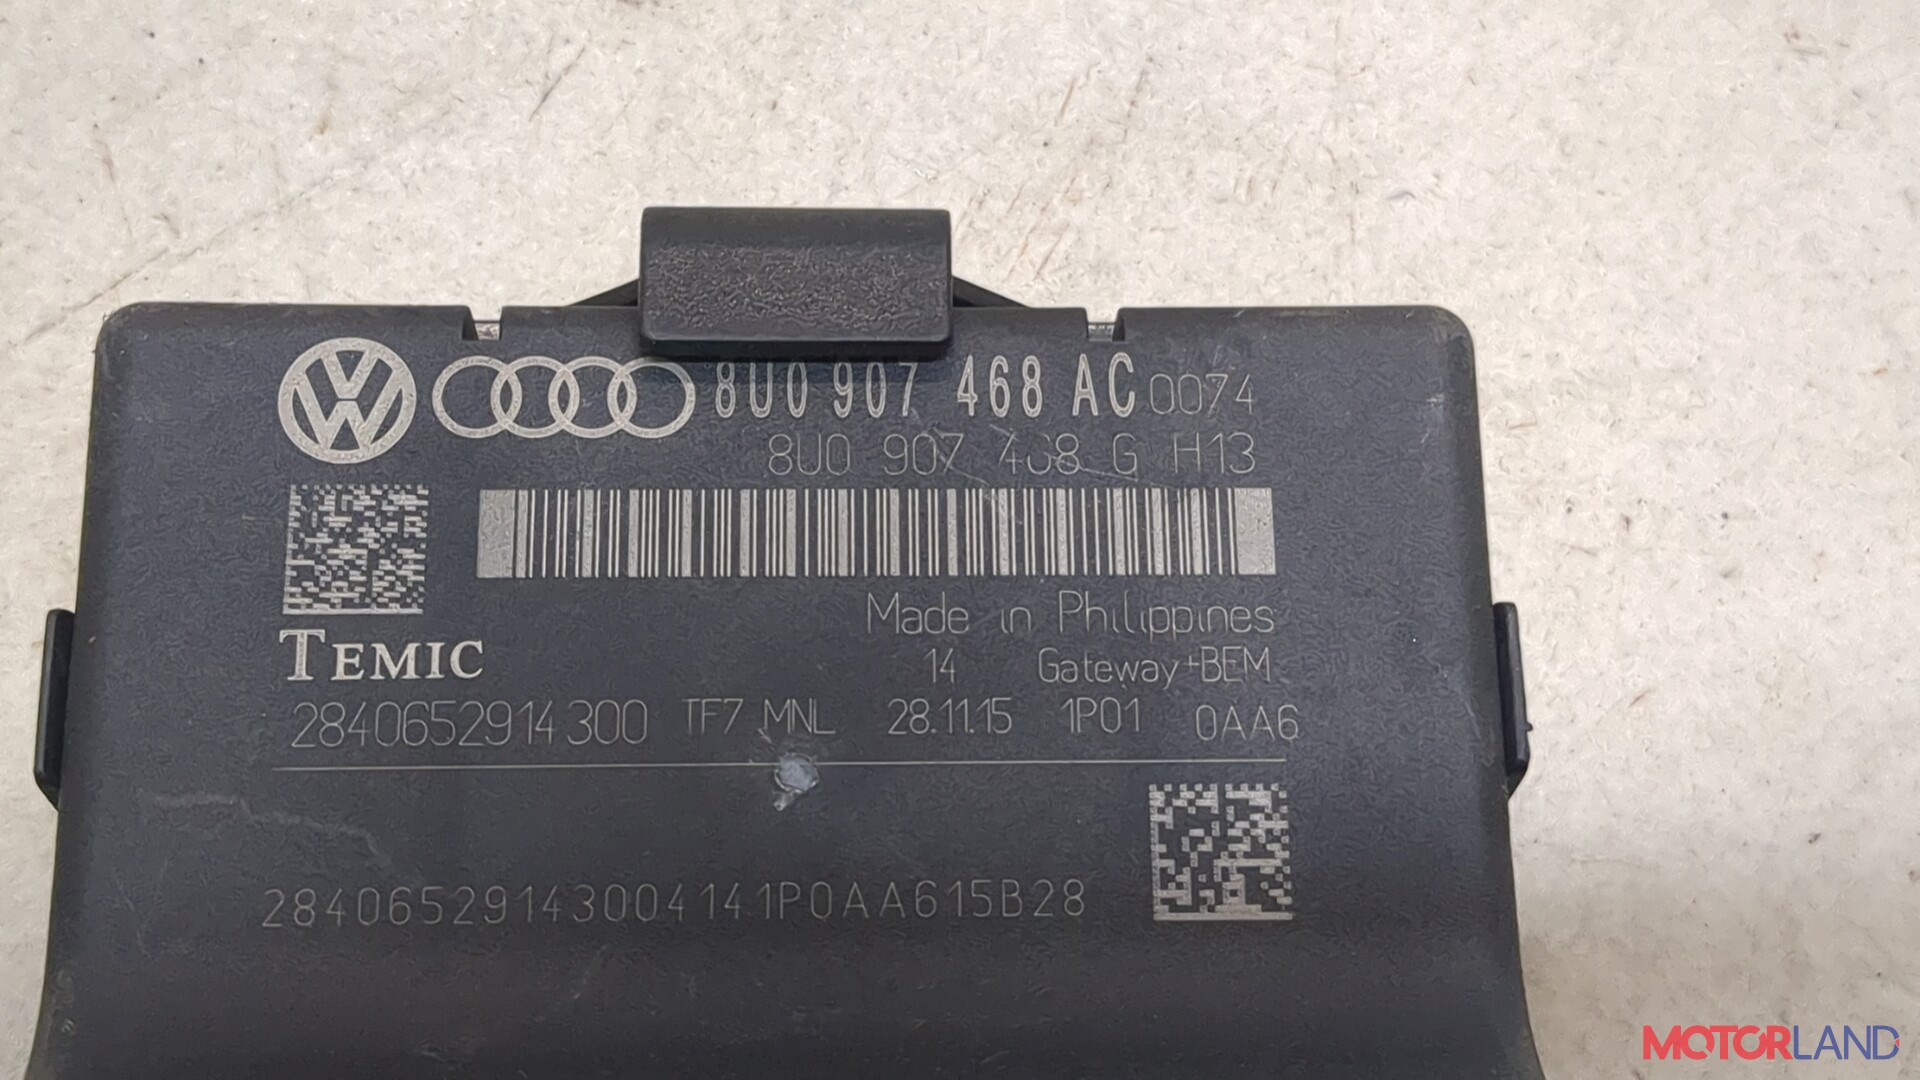 8U0 907 468 AC 0074
8U0 907 468 G H13
Made in Philippines
TEMIC
14 Gateway+BEM
2840652914300 TF7 MNL 28.11.15 1P01 0AA6
28406529143004141P0AA615B28
MOTORLAND